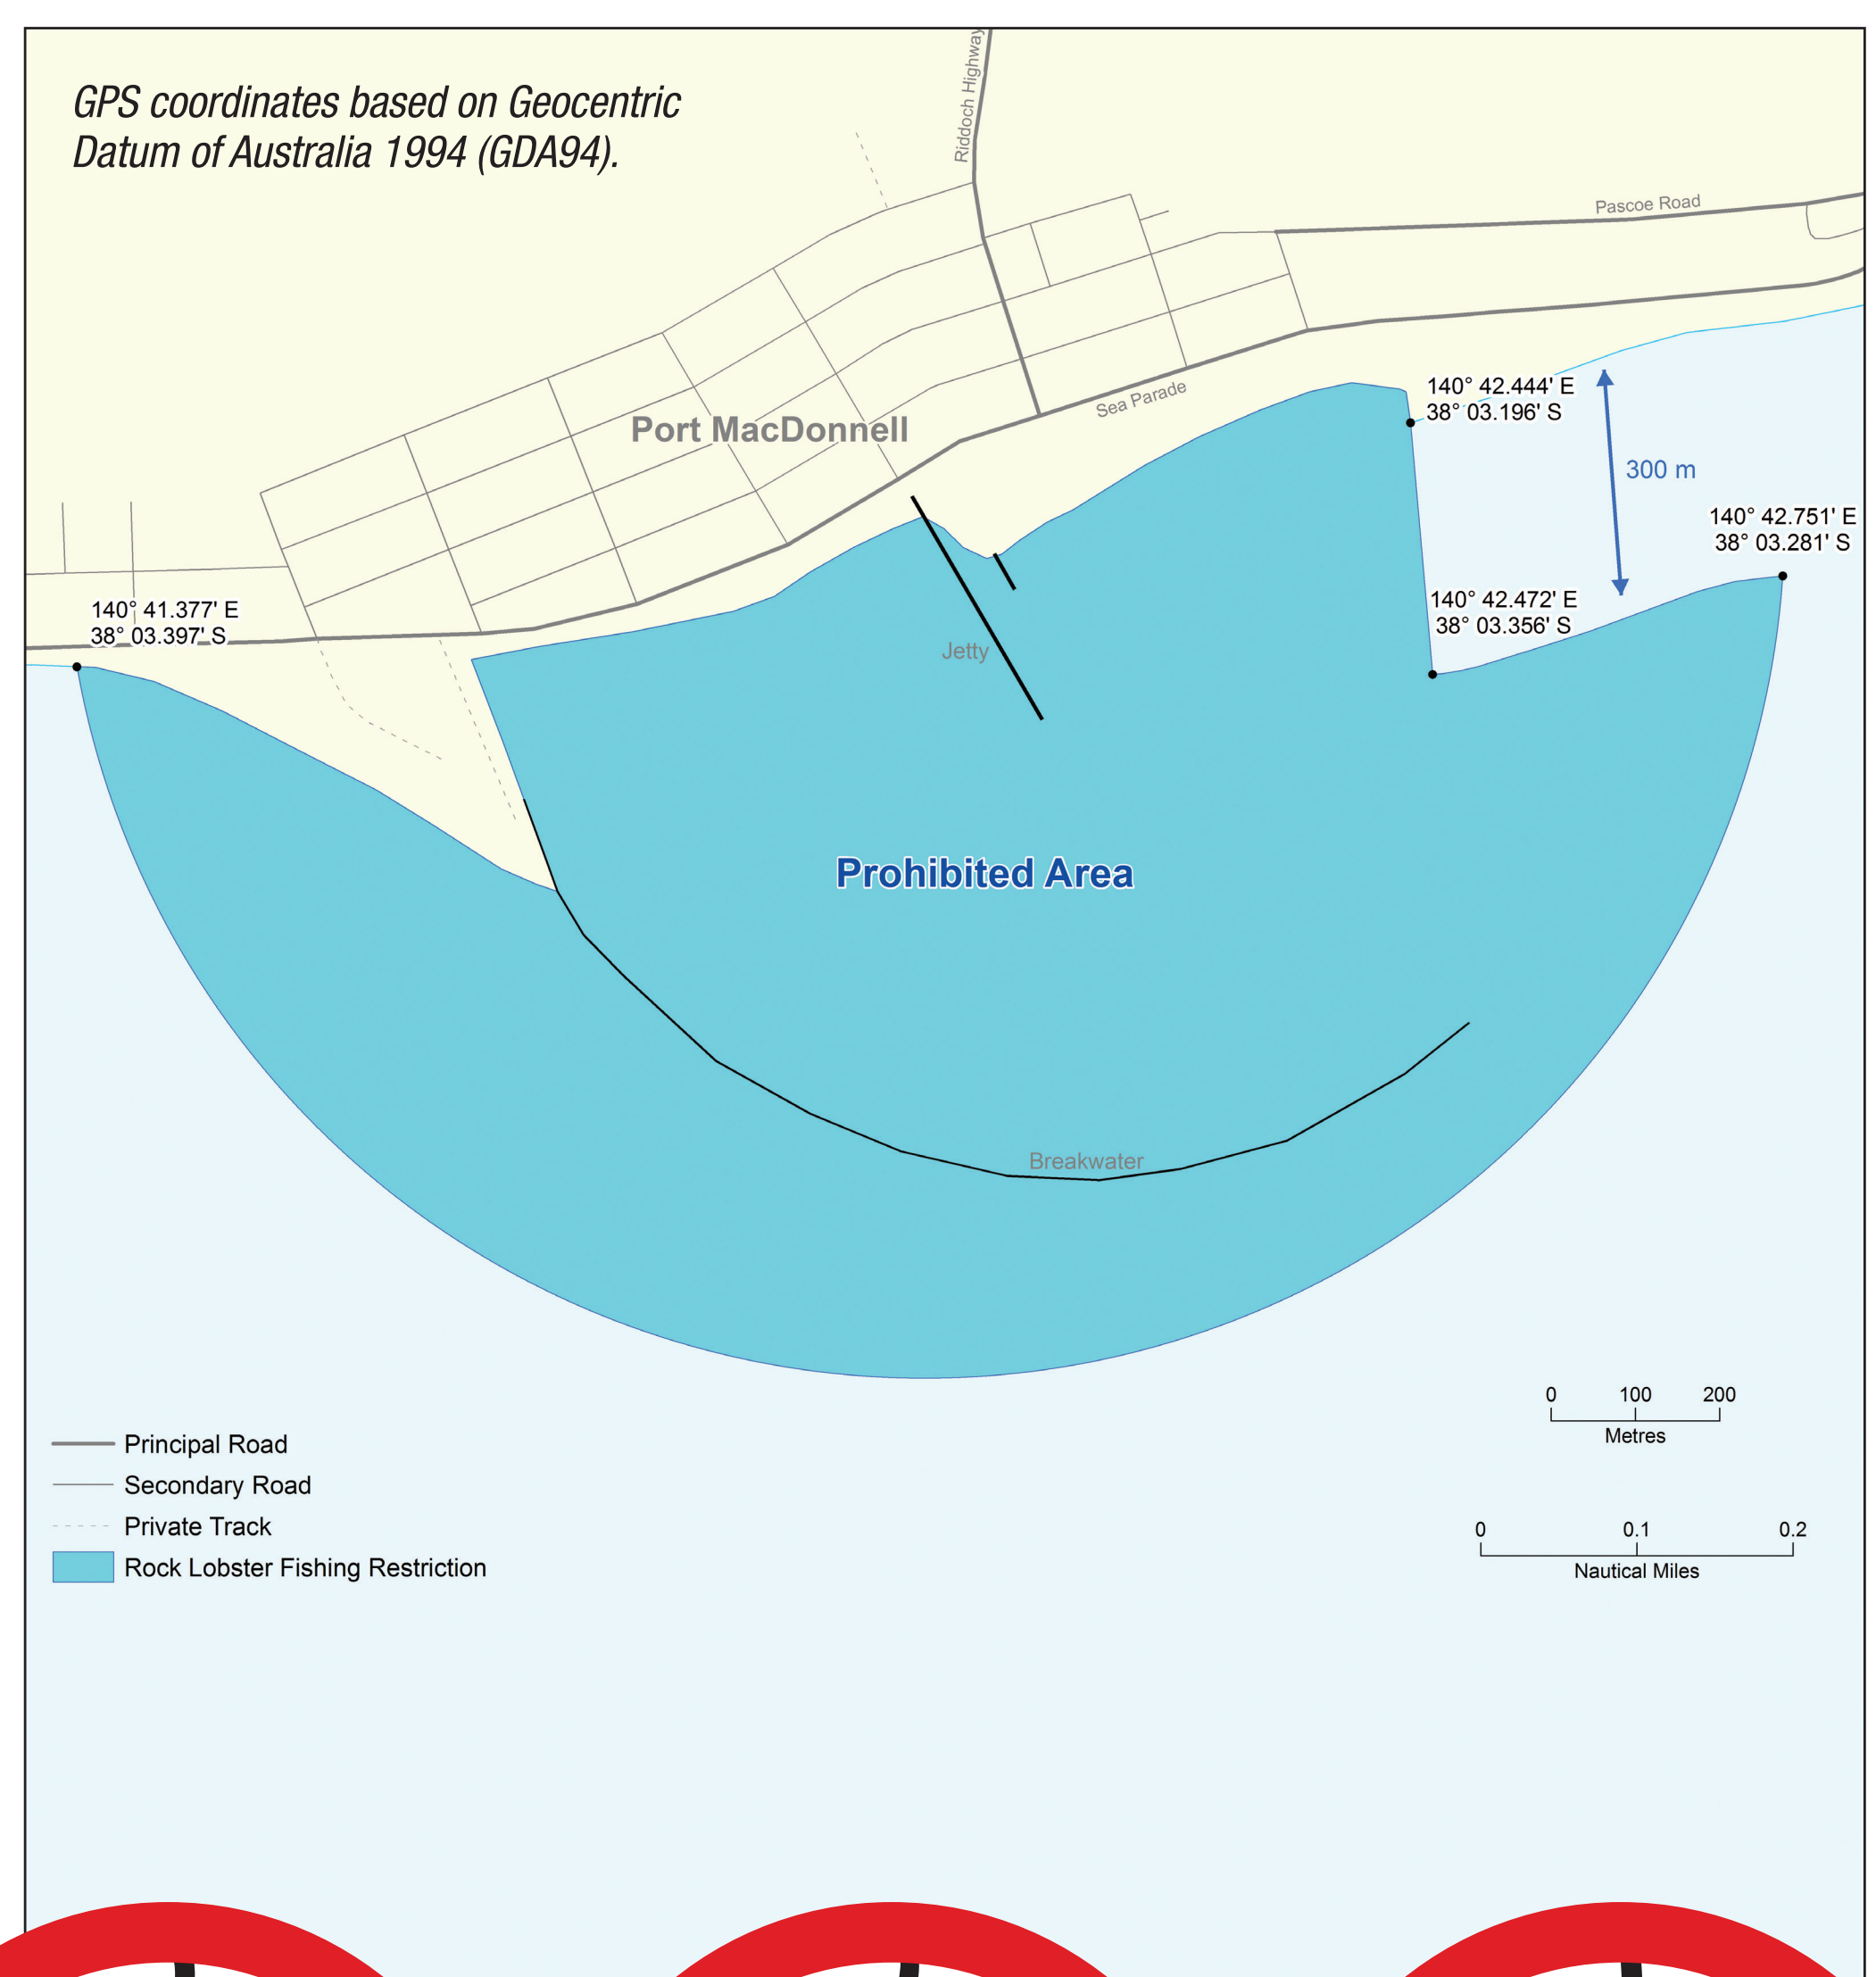 GPS coordinates based on Geocentric
Datum of Australia 1994 (GDA94).
Riddoch Highway
Pascoe Road
Sea Parade
Port MacDonnell
140° 42.444' E
38° 03.196' S
300 m
140° 42.751' E
38° 03.281' S
140° 42.472' E
38° 03.356' S
140° 41.377' E
38° 03.397' S
Jetty
Prohibited Area
Breakwater
0 100 200
Metres
0 0.1 0.2
Nautical Miles
Principal Road
Secondary Road
Private Track
Rock Lobster Fishing Restriction